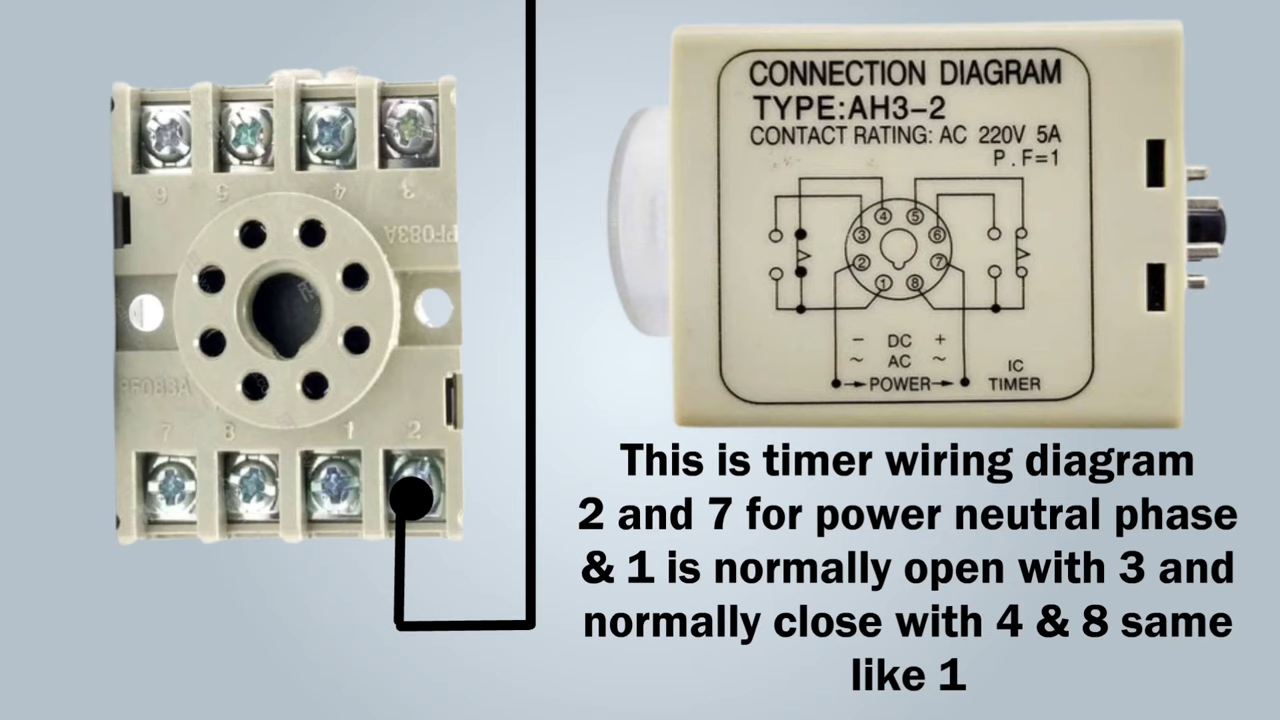 6 5 4 3
PF083A
PF083A
7 8 1 2
CONNECTION DIAGRAM
TYPE:AH3-2
CONTACT RATING: AC 220V 5A
P.F=1
4 5
3 6
2 7
1 8
− DC +
~ AC ~
POWER
IC
TIMER
This is timer wiring diagram
2 and 7 for power neutral phase
& 1 is normally open with 3 and
normally close with 4 & 8 same
like 1